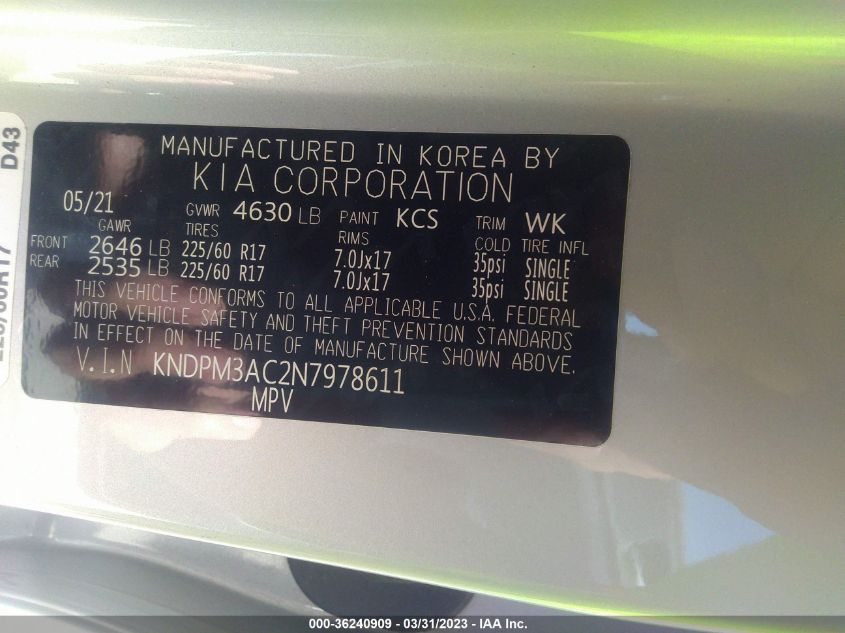 D43
MANUFACTURED IN KOREA BY
KIA CORPORATION
05/21 GVWR 4630 LB PAINT KCS TRIM WK
GAWR TIRES RIMS COLD TIRE INFL
FRONT 2646 LB 225/60 R17 7.0Jx17 35psi SINGLE
REAR 2535 LB 225/60 R17 7.0Jx17 35psi SINGLE
THIS VEHICLE CONFORMS TO ALL APPLICABLE U.S.A. FEDERAL
MOTOR VEHICLE SAFETY AND THEFT PREVENTION STANDARDS
IN EFFECT ON THE DATE OF MANUFACTURE SHOWN ABOVE.
V.I.N KNDPM3AC2N7978611
MPV
000-36240909 - 03/31/2023 - IAA Inc.